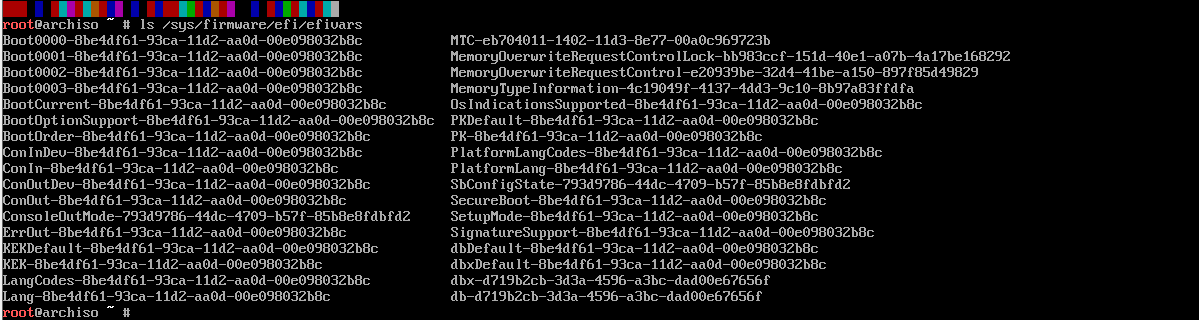 root@archiso ~ # ls /sys/firmware/efi/efivars
Boot0000-8be4df61-93ca-11d2-aa0d-00e098032b8c MTC-eb704011-1402-11d3-8e77-00a0c969723b
Boot0001-8be4df61-93ca-11d2-aa0d-00e098032b8c MemoryOverwriteRequestControlLock-bb983ccf-151d-40e1-a07b-4a17be168292
Boot0002-8be4df61-93ca-11d2-aa0d-00e098032b8c MemoryOverwriteRequestControl-e20939be-32d4-41be-a150-897f85d49829
Boot0003-8be4df61-93ca-11d2-aa0d-00e098032b8c MemoryTypeInformation-4c19049f-4137-4dd3-9c10-8b97a83ffdfa
BootCurrent-8be4df61-93ca-11d2-aa0d-00e098032b8c OsIndicationsSupported-8be4df61-93ca-11d2-aa0d-00e098032b8c
BootOptionSupport-8be4df61-93ca-11d2-aa0d-00e098032b8c PKDefault-8be4df61-93ca-11d2-aa0d-00e098032b8c
BootOrder-8be4df61-93ca-11d2-aa0d-00e098032b8c PK-8be4df61-93ca-11d2-aa0d-00e098032b8c
ConInDev-8be4df61-93ca-11d2-aa0d-00e098032b8c PlatformLangCodes-8be4df61-93ca-11d2-aa0d-00e098032b8c
ConIn-8be4df61-93ca-11d2-aa0d-00e098032b8c PlatformLang-8be4df61-93ca-11d2-aa0d-00e098032b8c
ConOutDev-8be4df61-93ca-11d2-aa0d-00e098032b8c SbConfigState-793d9786-44dc-4709-b57f-85b8e8fdbfd2
ConOut-8be4df61-93ca-11d2-aa0d-00e098032b8c SecureBoot-8be4df61-93ca-11d2-aa0d-00e098032b8c
ConsoleOutMode-793d9786-44dc-4709-b57f-85b8e8fdbfd2 SetupMode-8be4df61-93ca-11d2-aa0d-00e098032b8c
ErrOut-8be4df61-93ca-11d2-aa0d-00e098032b8c SignatureSupport-8be4df61-93ca-11d2-aa0d-00e098032b8c
KEKDefault-8be4df61-93ca-11d2-aa0d-00e098032b8c dbDefault-8be4df61-93ca-11d2-aa0d-00e098032b8c
KEK-8be4df61-93ca-11d2-aa0d-00e098032b8c dbxDefault-8be4df61-93ca-11d2-aa0d-00e098032b8c
LangCodes-8be4df61-93ca-11d2-aa0d-00e098032b8c dbx-d719b2cb-3d3a-4596-a3bc-dad00e67656f
Lang-8be4df61-93ca-11d2-aa0d-00e098032b8c db-d719b2cb-3d3a-4596-a3bc-dad00e67656f
root@archiso ~ #